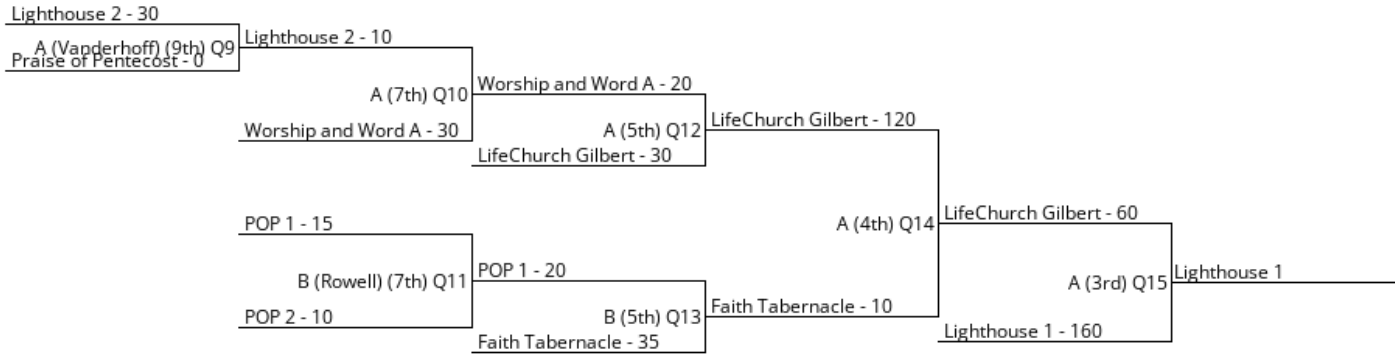 Lighthouse 2 - 30
A (Vanderhoff) (9th) Q9
Praise of Pentecost - 0
Lighthouse 2 - 10
A (7th) Q10
Worship and Word A - 30
Worship and Word A - 20
A (5th) Q12
LifeChurch Gilbert - 30
LifeChurch Gilbert - 120
POP 1 - 15
B (Rowell) (7th) Q11
POP 2 - 10
POP 1 - 20
B (5th) Q13
Faith Tabernacle - 35
Faith Tabernacle - 10
A (4th) Q14
LifeChurch Gilbert - 60
A (3rd) Q15
Lighthouse 1 - 160
Lighthouse 1